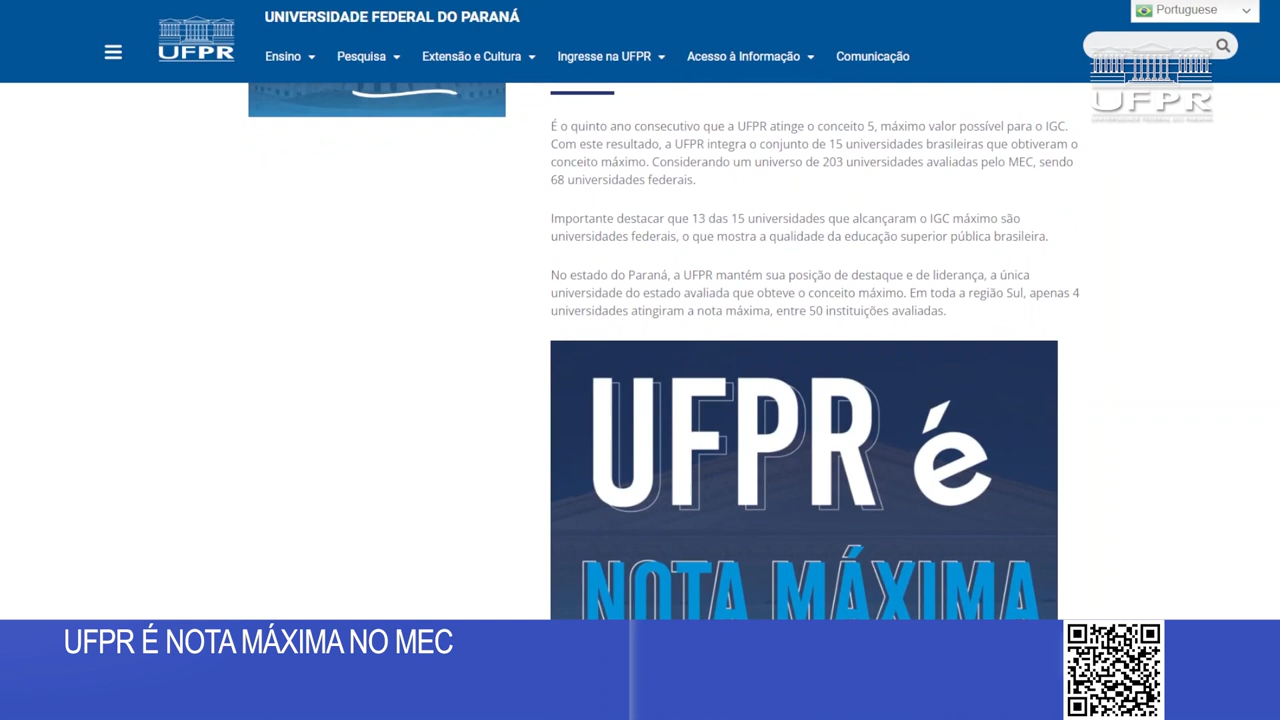 UNIVERSIDADE FEDERAL DO PARANÁ
Portuguese
UFPR
Ensino
Pesquisa
Extensão e Cultura
Ingresse na UFPR
Acesso à Informação
Comunicação
UFPR
UNIVERSIDADE FEDERAL DO PARANÁ
É o quinto ano consecutivo que a UFPR atinge o conceito 5, máximo valor possível para o IGC.
Com este resultado, a UFPR integra o conjunto de 15 universidades brasileiras que obtiveram o
conceito máximo. Considerando um universo de 203 universidades avaliadas pelo MEC, sendo
68 universidades federais.
Importante destacar que 13 das 15 universidades que alcançaram o IGC máximo são
universidades federais, o que mostra a qualidade da educação superior pública brasileira.
No estado do Paraná, a UFPR mantém sua posição de destaque e de liderança, a única
universidade do estado avaliada que obteve o conceito máximo. Em toda a região Sul, apenas 4
universidades atingiram a nota máxima, entre 50 instituições avaliadas.
UFPR é
NOTA MÁXIMA
UFPR É NOTA MÁXIMA NO MEC